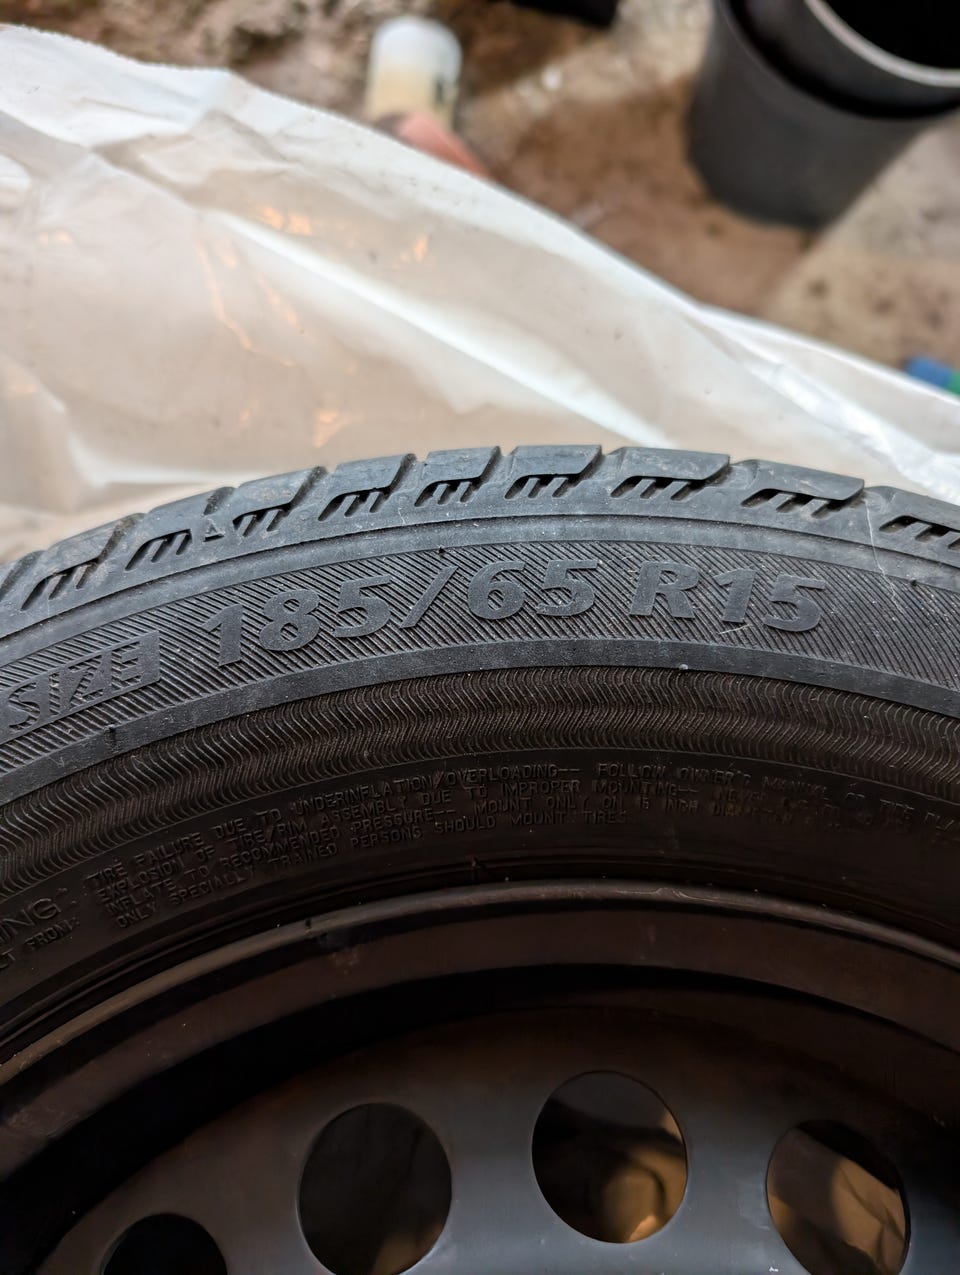 SIZE 185/65 R15
TIRE FAILURE DUE TO UNDERINFLATION/OVERLOADING-- FOLLOW OWNER'S MANUAL
EXPLOSION OF TIRE/RIM ASSEMBLY DUE TO IMPROPER MOUNTING--
INFLATE TO RECOMMENDED PRESSURE-- MOUNT ONLY ON 15 INCH
ONLY SPECIALLY TRAINED PERSONS SHOULD MOUNT TIRES